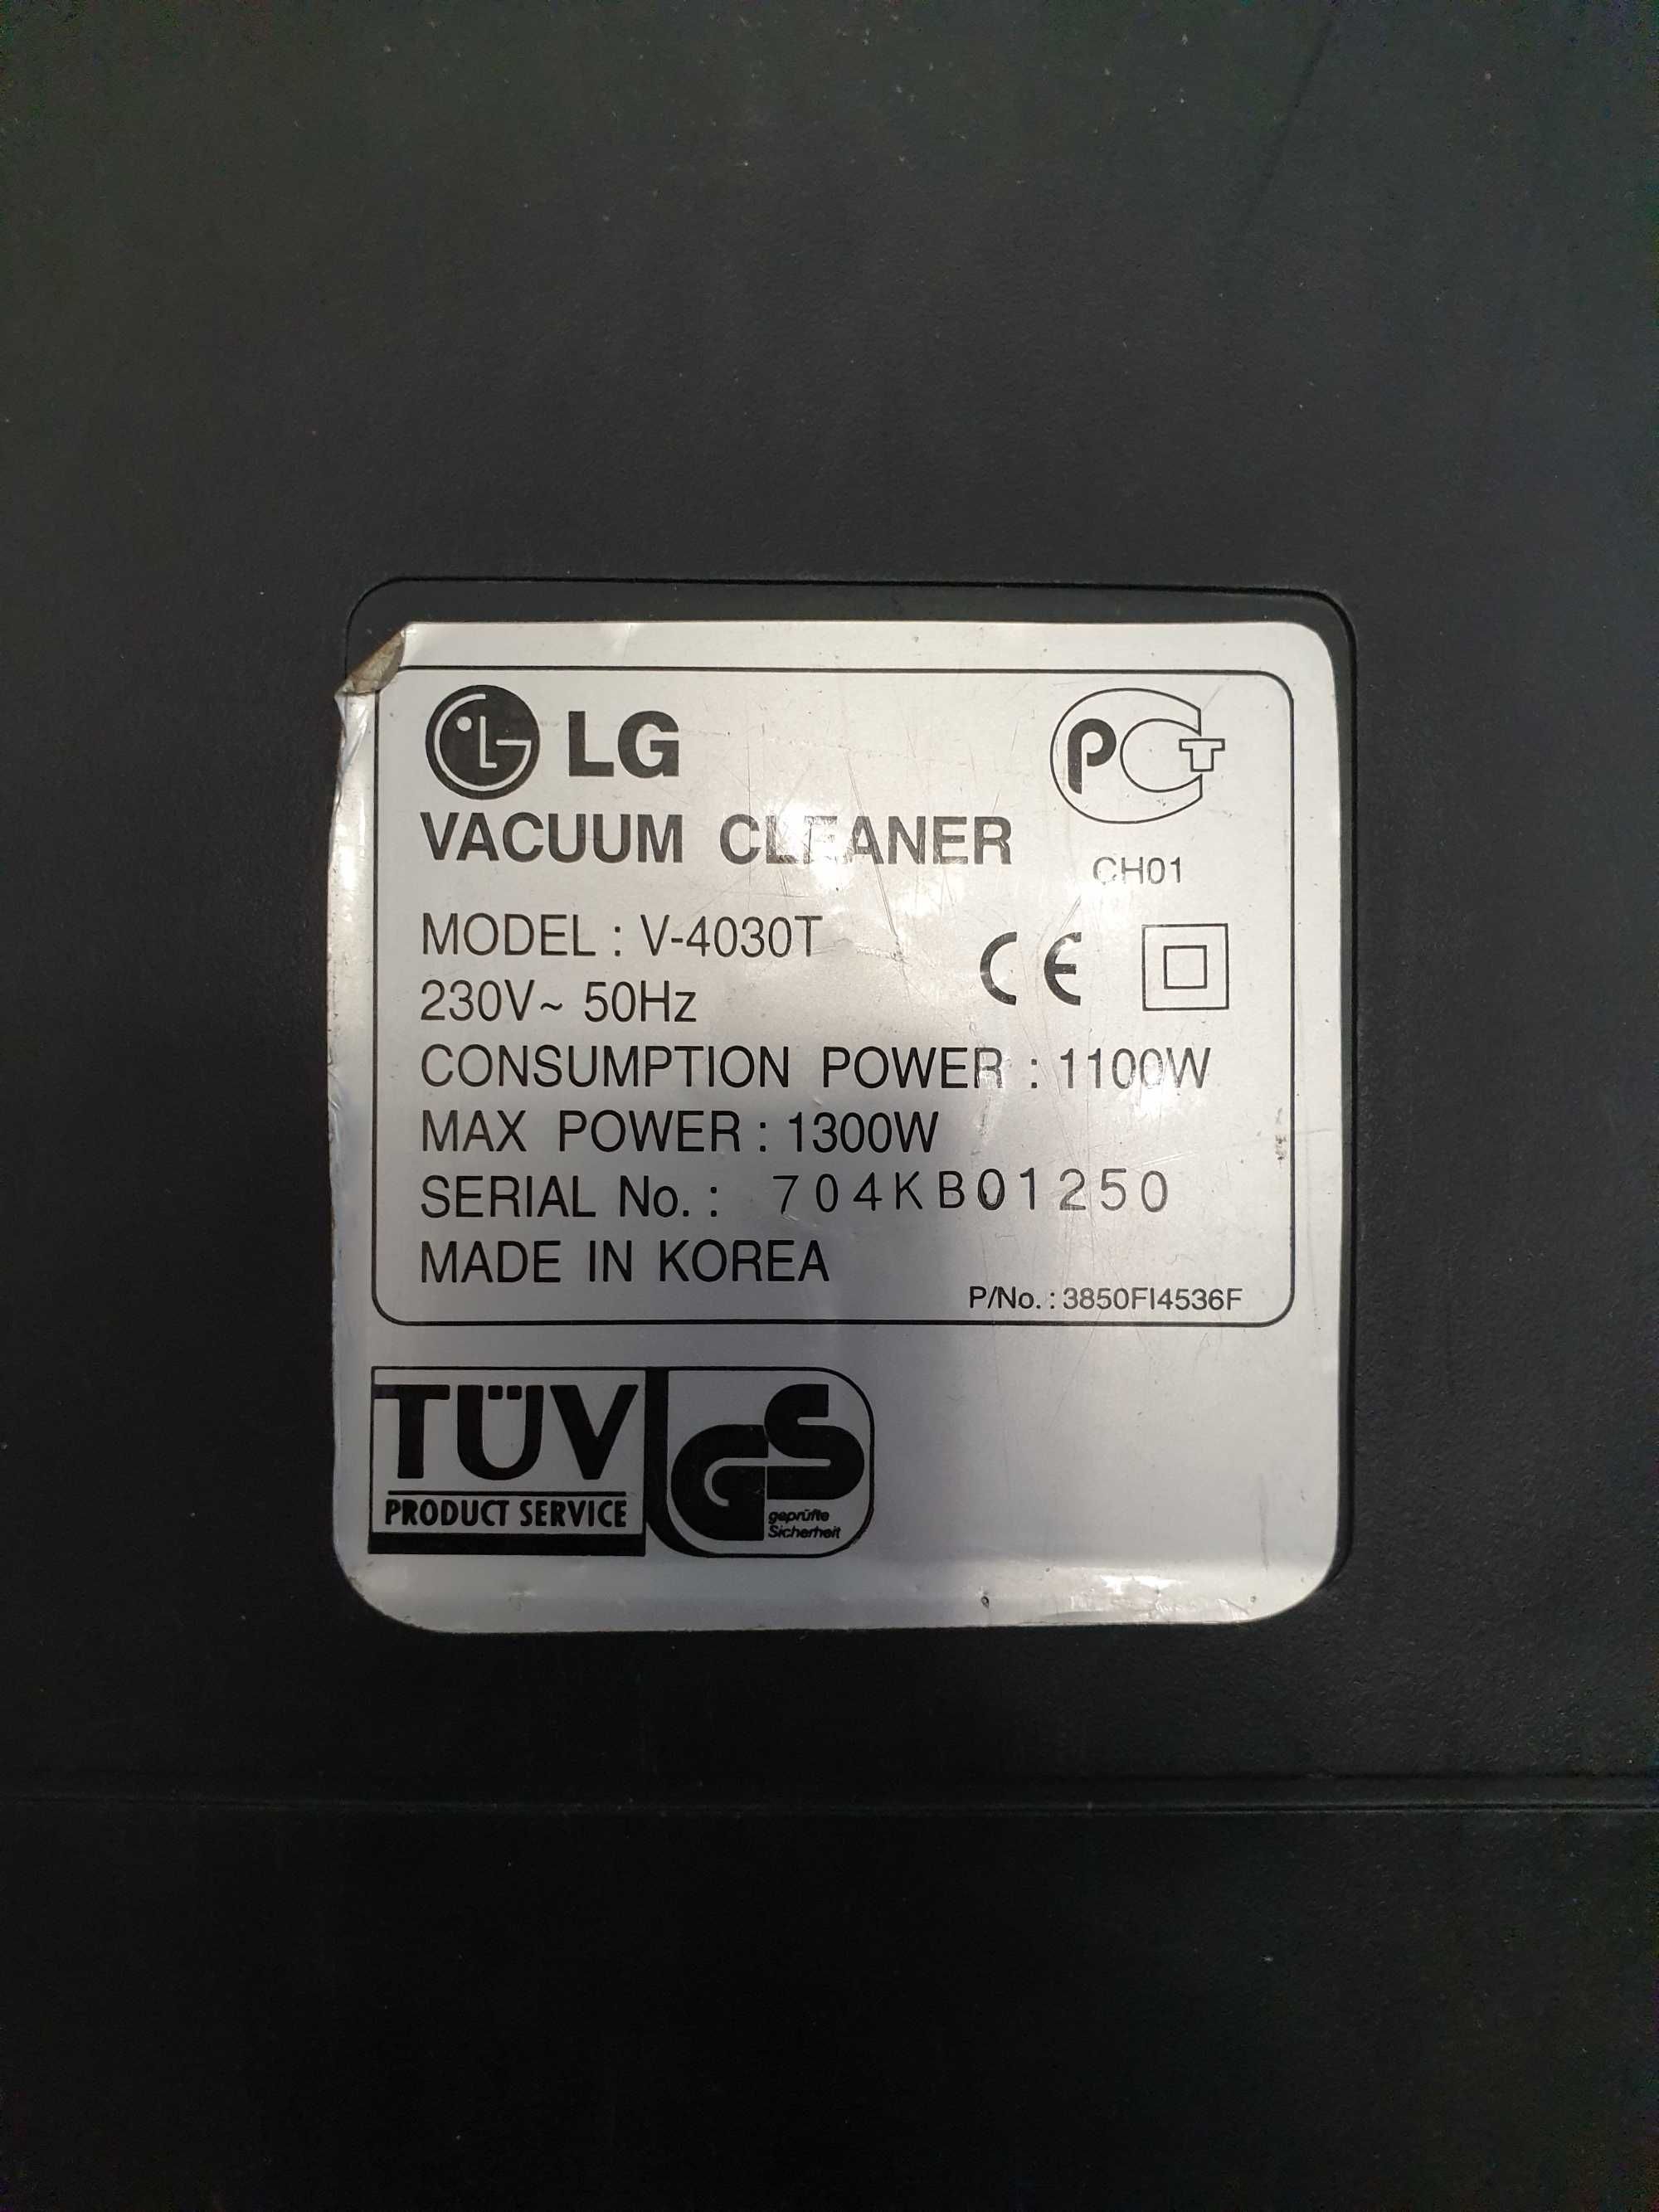 LG
PCT
VACUUM CLEANER
CH01
MODEL : V-4030T
CE
230V~ 50Hz
CONSUMPTION POWER : 1100W
MAX POWER : 1300W
SERIAL No. : 704KB01250
MADE IN KOREA
P/No. : 3850FI4536F
TÜV
PRODUCT SERVICE
GS
geprüfte
Sicherheit